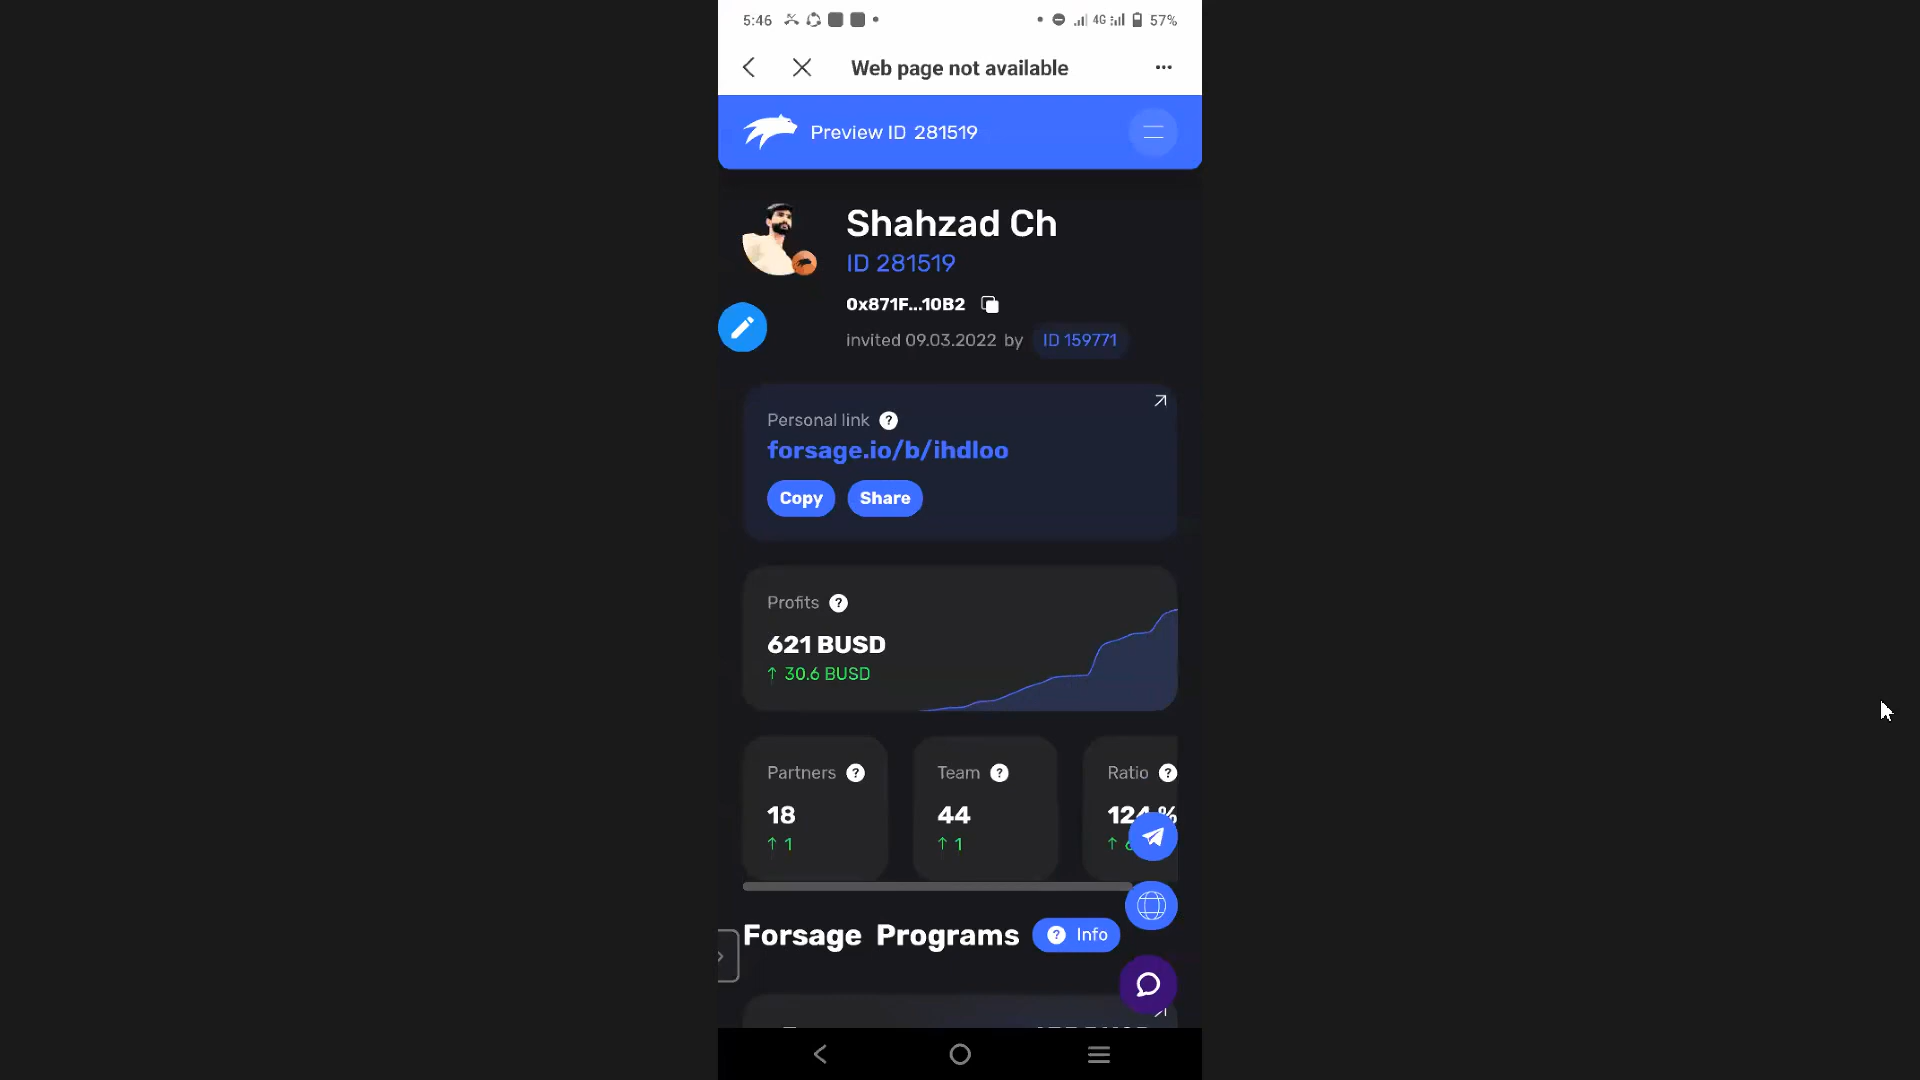 5:46 4G 57%
Web page not available
Preview ID 281519
Shahzad Ch
ID 281519
0x871F...10B2
invited 09.03.2022 by ID 159771
Personal link ?
forsage.io/b/ihdloo
Copy Share
Profits ?
621 BUSD
↑ 30.6 BUSD
Partners ? Team ? Ratio ?
18 44 124 %
↑ 1 ↑ 1 ↑
Forsage Programs ? Info